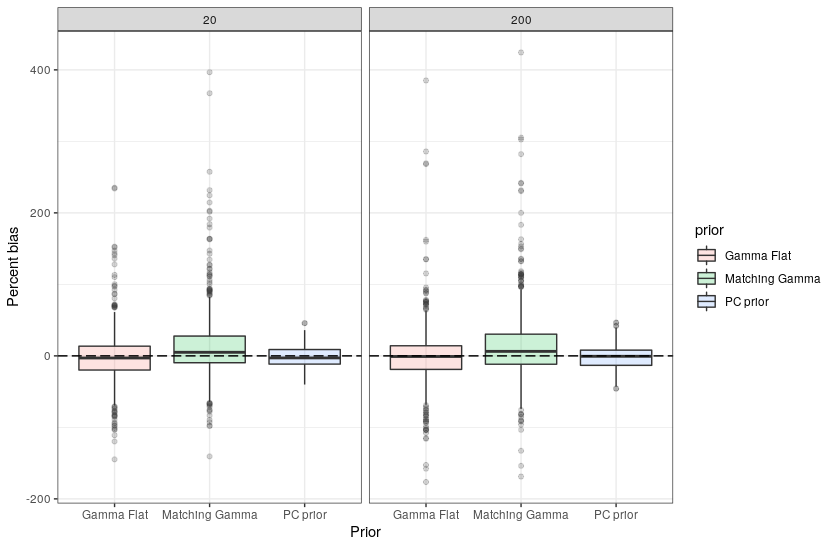 20
200
Percent bias
400
200
0
-200
Gamma Flat
Matching Gamma
PC prior
Gamma Flat
Matching Gamma
PC prior
Prior
prior
Gamma Flat
Matching Gamma
PC prior